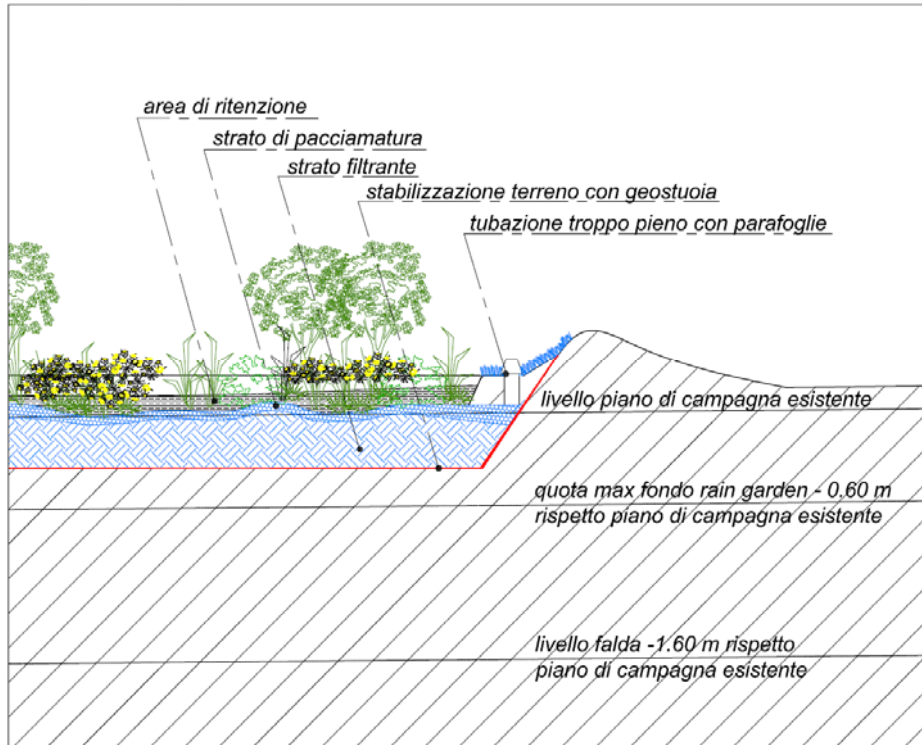 area di ritenzione
strato di pacciamatura
strato filtrante
stabilizzazione terreno con geostuoia
tubazione troppo pieno con parafoglie
livello piano di campagna esistente
quota max fondo rain garden - 0.60 m
rispetto piano di campagna esistente
livello falda -1.60 m rispetto
piano di campagna esistente